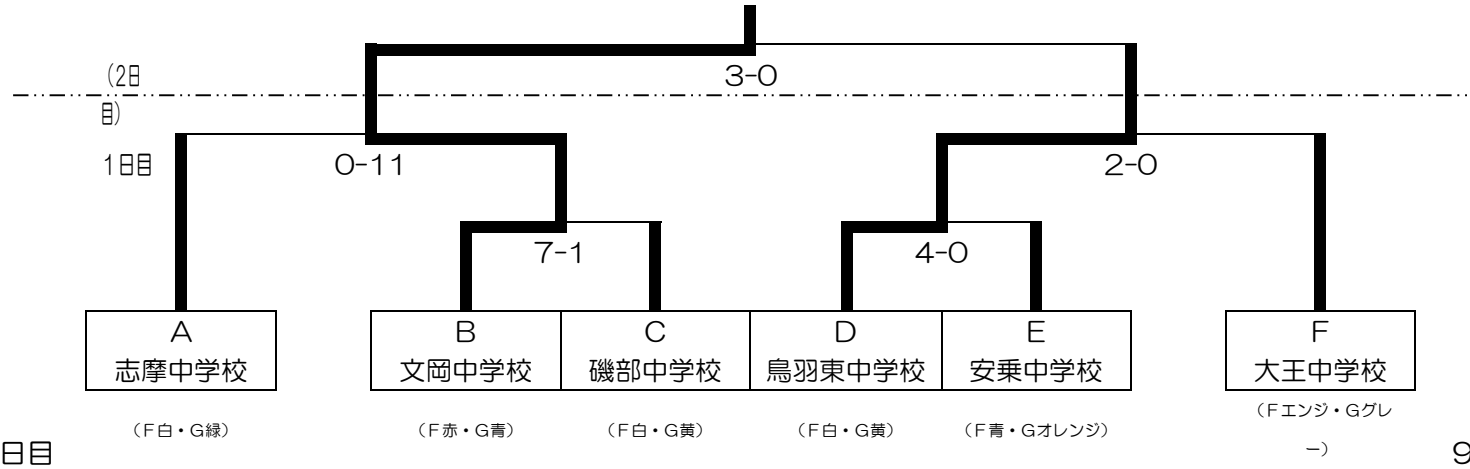 (2日
目)
3-0
1日目
0-11
2-0
7-1
4-0
A
志摩中学校
B
文岡中学校
C
磯部中学校
D
鳥羽東中学校
E
安乗中学校
F
大王中学校
（F白・G緑）
（F赤・G青）
（F白・G黄）
（F白・G黄）
（F青・Gオレンジ）
（Fエンジ・Gグレ
ー）
日目
9